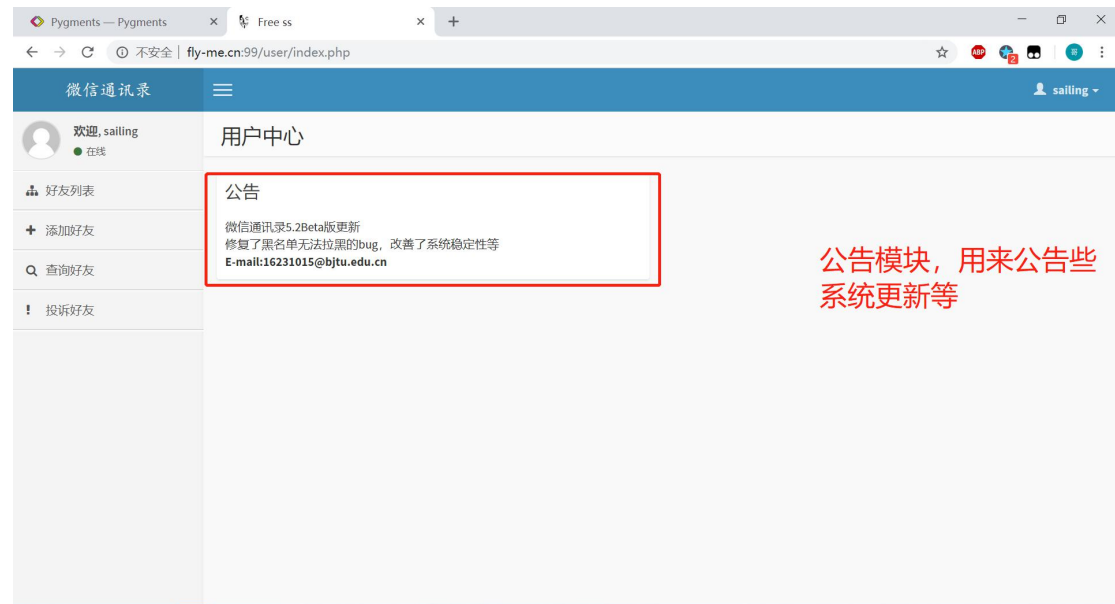 Pygments — Pygments
Free ss
不安全 | fly-me.cn:99/user/index.php
ABP
2
微信通讯录
sailing
欢迎, sailing
在线
用户中心
好友列表
添加好友
查询好友
投诉好友
公告
微信通讯录5.2Beta版更新
修复了黑名单无法拉黑的bug，改善了系统稳定性等
E-mail:16231015@bjtu.edu.cn
公告模块，用来公告些
系统更新等